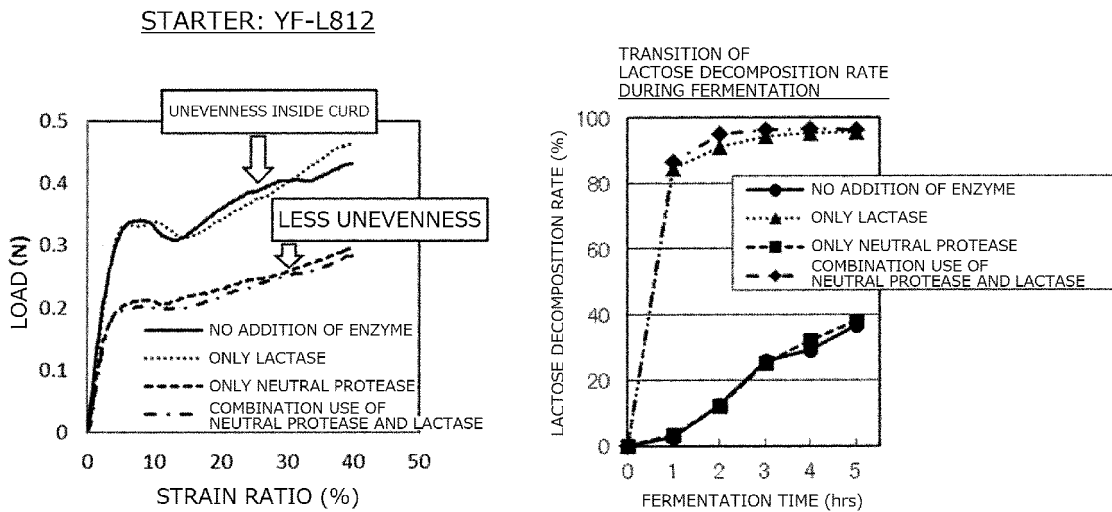 STARTER: YF-L812
UNEVENNESS INSIDE CURD
LESS UNEVENNESS
LOAD (N)
0.5
0.4
0.3
0.2
0.1
0
NO ADDITION OF ENZYME
ONLY LACTASE
ONLY NEUTRAL PROTEASE
COMBINATION USE OF
NEUTRAL PROTEASE AND LACTASE
0 10 20 30 40 50
STRAIN RATIO (%)
TRANSITION OF
LACTOSE DECOMPOSITION RATE
DURING FERMENTATION
LACTOSE DECOMPOSITION RATE (%)
100
80
60
40
20
0
NO ADDITION OF ENZYME
ONLY LACTASE
ONLY NEUTRAL PROTEASE
COMBINATION USE OF
NEUTRAL PROTEASE AND LACTASE
0 1 2 3 4 5
FERMENTATION TIME (hrs)